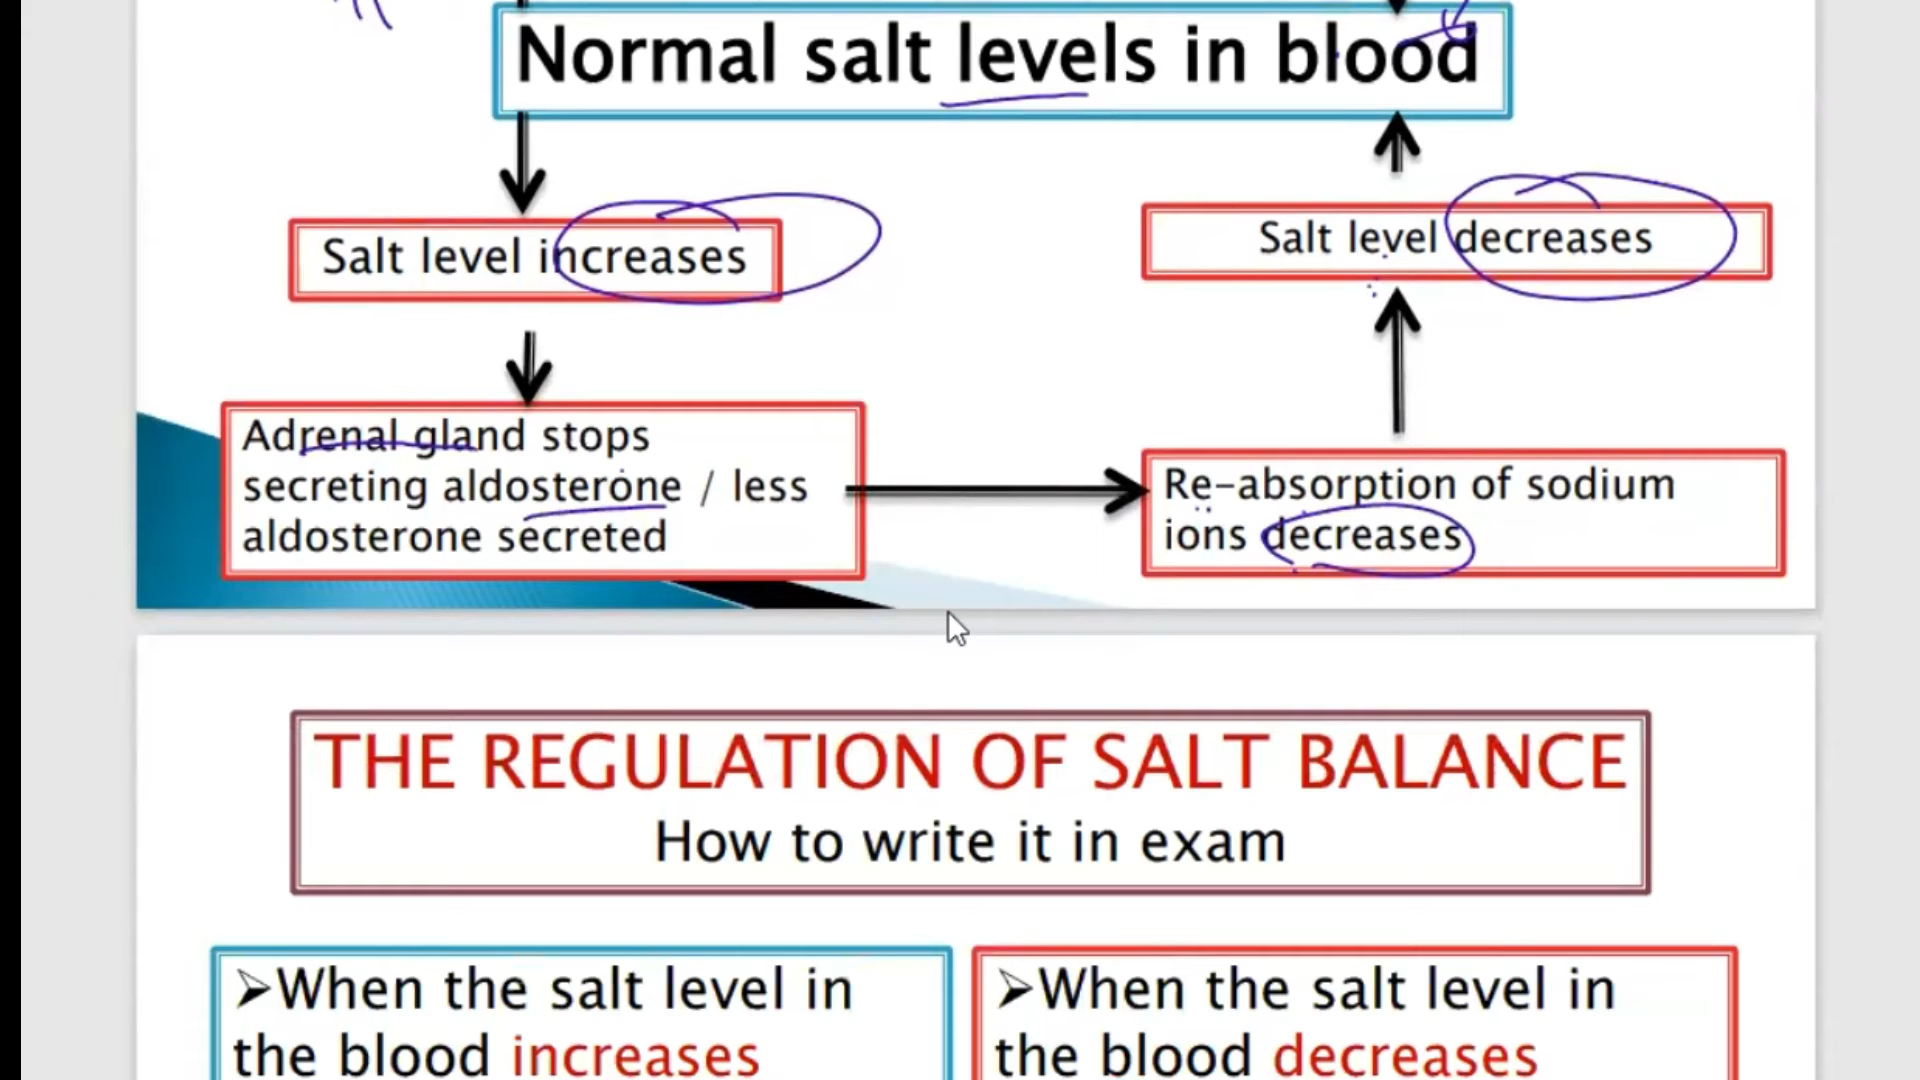 Normal salt levels in blood
Salt level increases
Salt level decreases
Adrenal gland stops
secreting aldosterone / less
aldosterone secreted
Re-absorption of sodium
ions decreases
THE REGULATION OF SALT BALANCE
How to write it in exam
➢When the salt level in
the blood increases
➢When the salt level in
the blood decreases